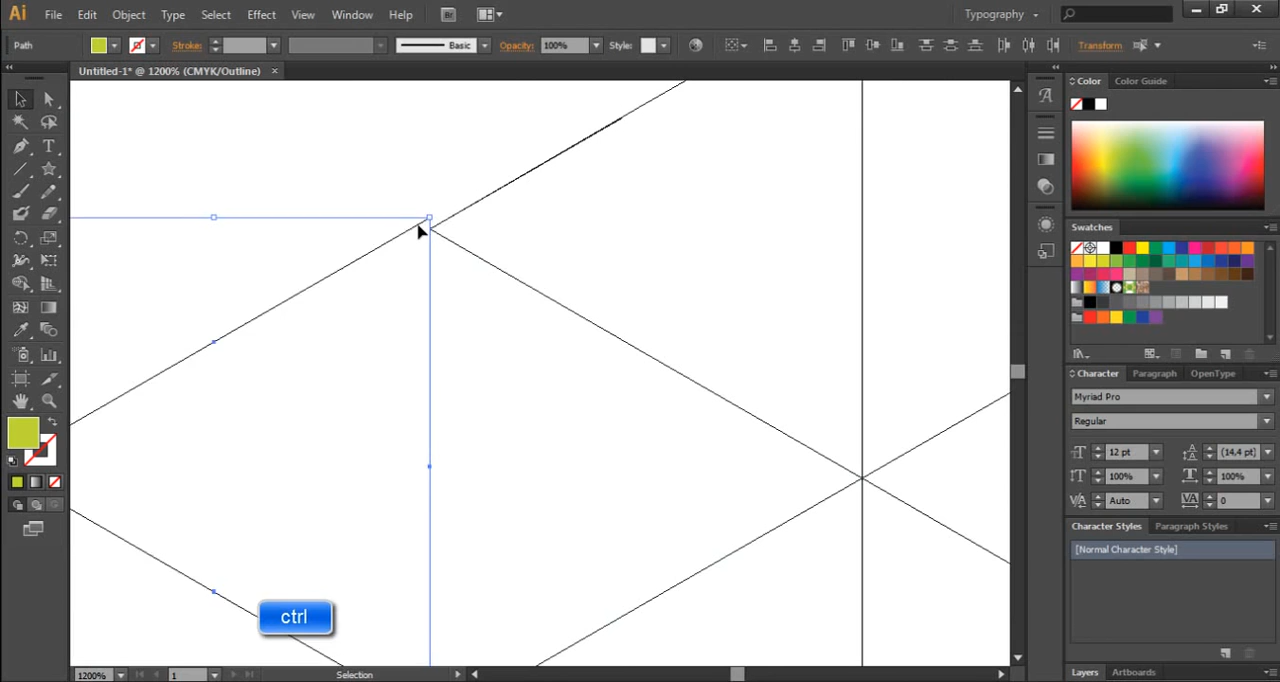 Ai File Edit Object Type Select Effect View Window Help Br Typography
Path Stroke: Basic Opacity: 100% Style: Transform
Untitled-1* @ 1200% (CMYK/Outline) ×
Color Color Guide
Swatches
Character Paragraph OpenType
Myriad Pro
Regular
12 pt (14,4 pt)
100% 100%
Auto 0
Character Styles Paragraph Styles
[Normal Character Style]
ctrl
Layers Artboards
1200% 1 Selection